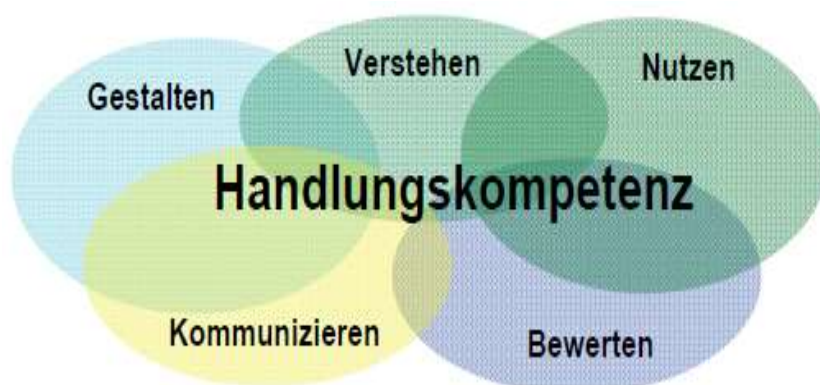 Verstehen
Nutzen
Gestalten
Handlungskompetenz
Kommunizieren
Bewerten